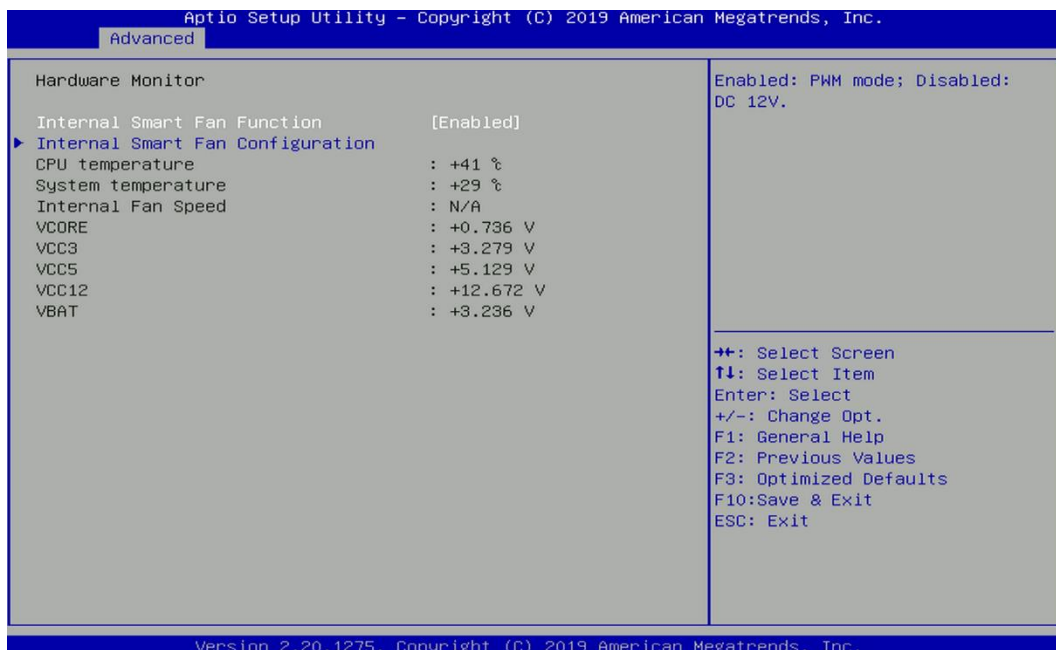 Aptio Setup Utility – Copyright (C) 2019 American Megatrends, Inc.
Advanced
Hardware Monitor
Internal Smart Fan Function [Enabled]
▶ Internal Smart Fan Configuration
CPU temperature : +41 ℃
System temperature : +29 ℃
Internal Fan Speed : N/A
VCORE : +0.736 V
VCC3 : +3.279 V
VCC5 : +5.129 V
VCC12 : +12.672 V
VBAT : +3.236 V
Enabled: PWM mode; Disabled:
DC 12V.
→←: Select Screen
↑↓: Select Item
Enter: Select
+/-: Change Opt.
F1: General Help
F2: Previous Values
F3: Optimized Defaults
F10:Save & Exit
ESC: Exit
Version 2.20.1275. Copyright (C) 2019 American Megatrends, Inc.